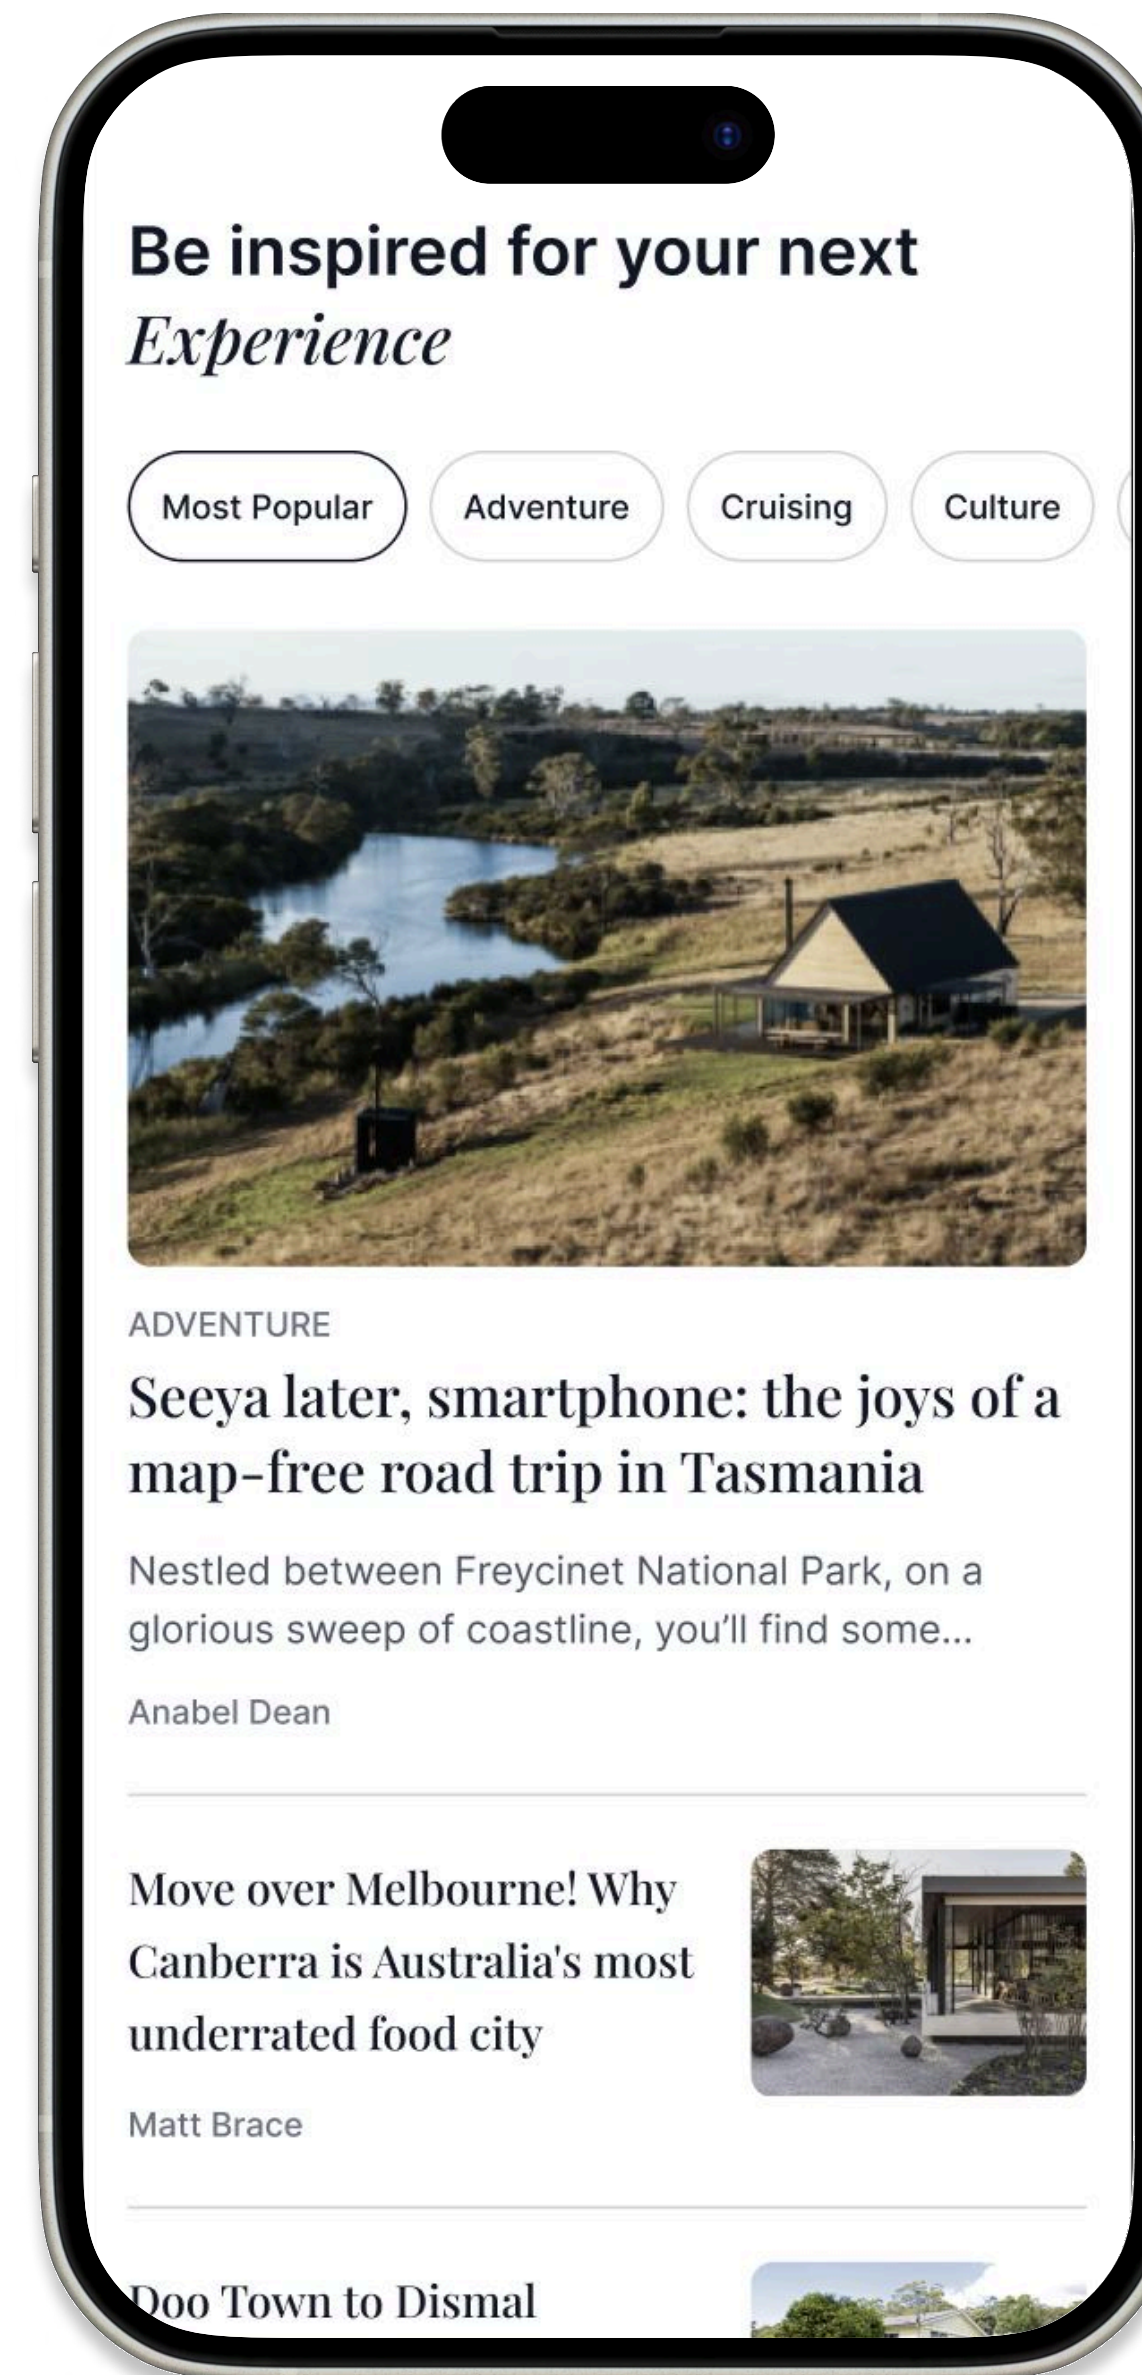 Be inspired for your next
Experience
Most Popular
Adventure
Cruising
Culture
ADVENTURE
Seeya later, smartphone: the joys of a
map-free road trip in Tasmania
Nestled between Freycinet National Park, on a
glorious sweep of coastline, you’ll find some...
Anabel Dean
Move over Melbourne! Why
Canberra is Australia's most
underrated food city
Matt Brace
Doo Town to Dismal